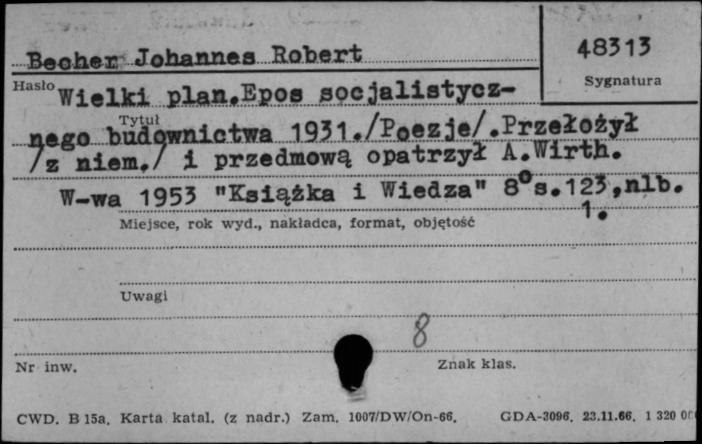 Becher Johannes Robert
48313
Hasło
Sygnatura
Wielki plan.Epos socjalistycz-
Tytuł
nego budownictwa 1931./Poezje/.Przełożył
/z niem./ i przedmową opatrzył A.Wirth.
W-wa 1953 "Książka i Wiedza" 8° s.123,nlb.
1.
Miejsce, rok wyd., nakładca, format, objętość
Uwagi
8
Nr inw.
Znak klas.
CWD. B 15a. Karta katal. (z nadr.) Zam. 1007/DW/On-66. GDA-3096. 23.11.66. 1 320